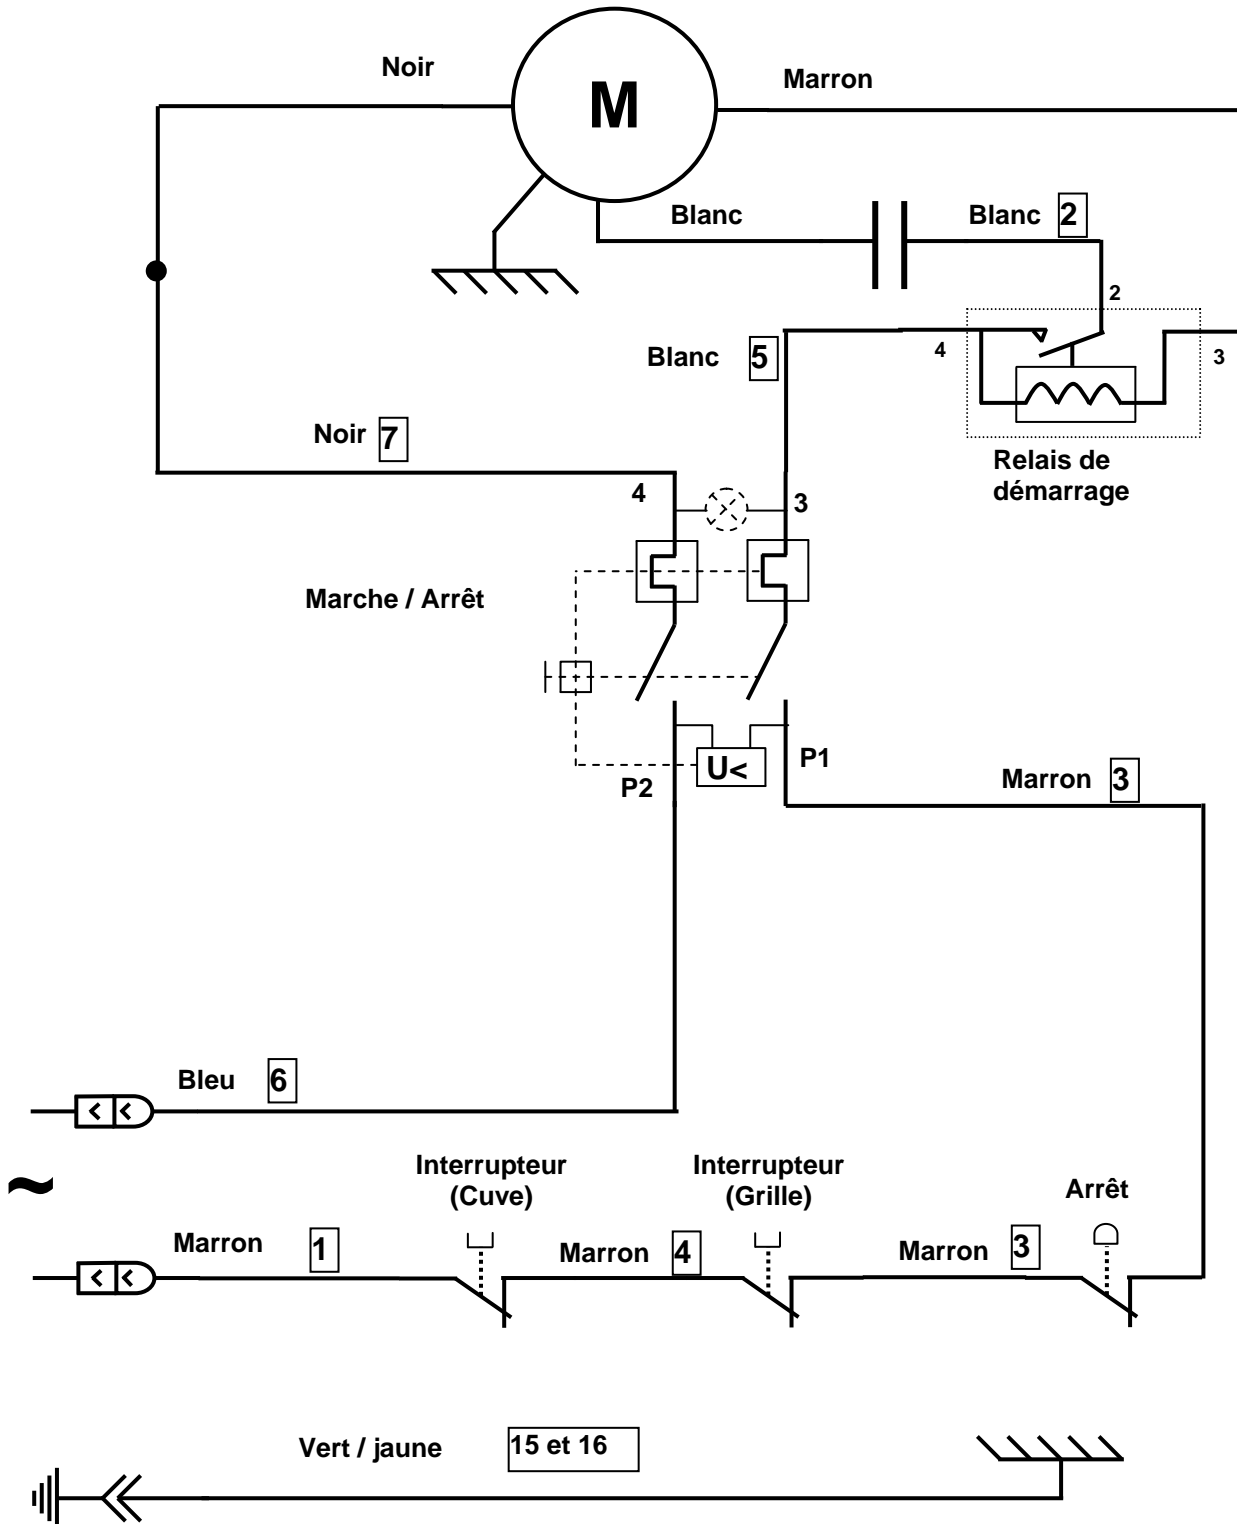 Noir
M
Marron
Blanc
Blanc 2
2
4
3
Blanc 5
Noir 7
Relais de
démarrage
4
3
Marche / Arrêt
U<
P1
P2
Marron 3
Bleu 6
Interrupteur
(Cuve)
Interrupteur
(Grille)
Arrêt
~
Marron 1
Marron 4
Marron 3
Vert / jaune 15 et 16